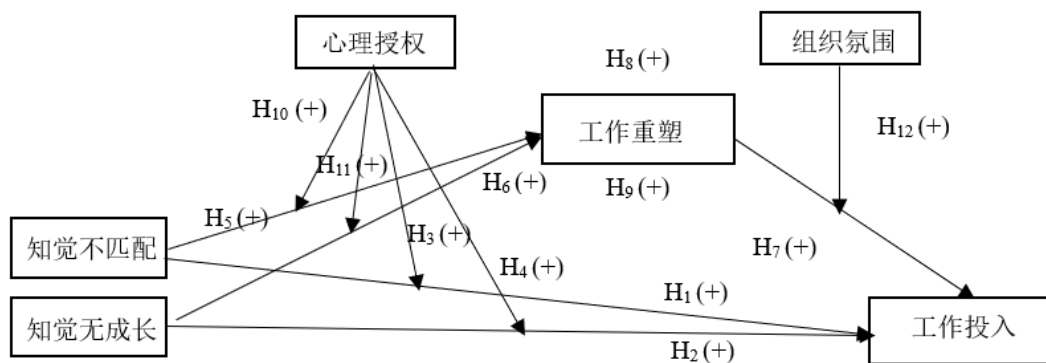 心理授权
组织氛围
H8 (+)
H10 (+)
工作重塑
H12 (+)
H11 (+)
H6 (+)
H9 (+)
H5 (+)
知觉不匹配
H3 (+)
H4 (+)
H7 (+)
H1 (+)
知觉无成长
工作投入
H2 (+)